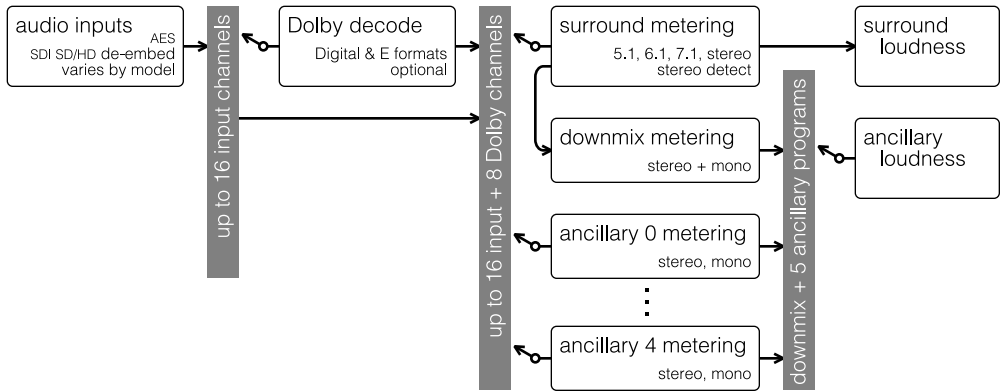 audio inputs
AES
SDI SD/HD de-embed
varies by model
up to 16 input channels
Dolby decode
Digital & E formats
optional
up to 16 input + 8 Dolby channels
surround metering
5.1, 6.1, 7.1, stereo
stereo detect
downmix metering
stereo + mono
ancillary 0 metering
stereo, mono
ancillary 4 metering
stereo, mono
downmix + 5 ancillary programs
surround
loudness
ancillary
loudness